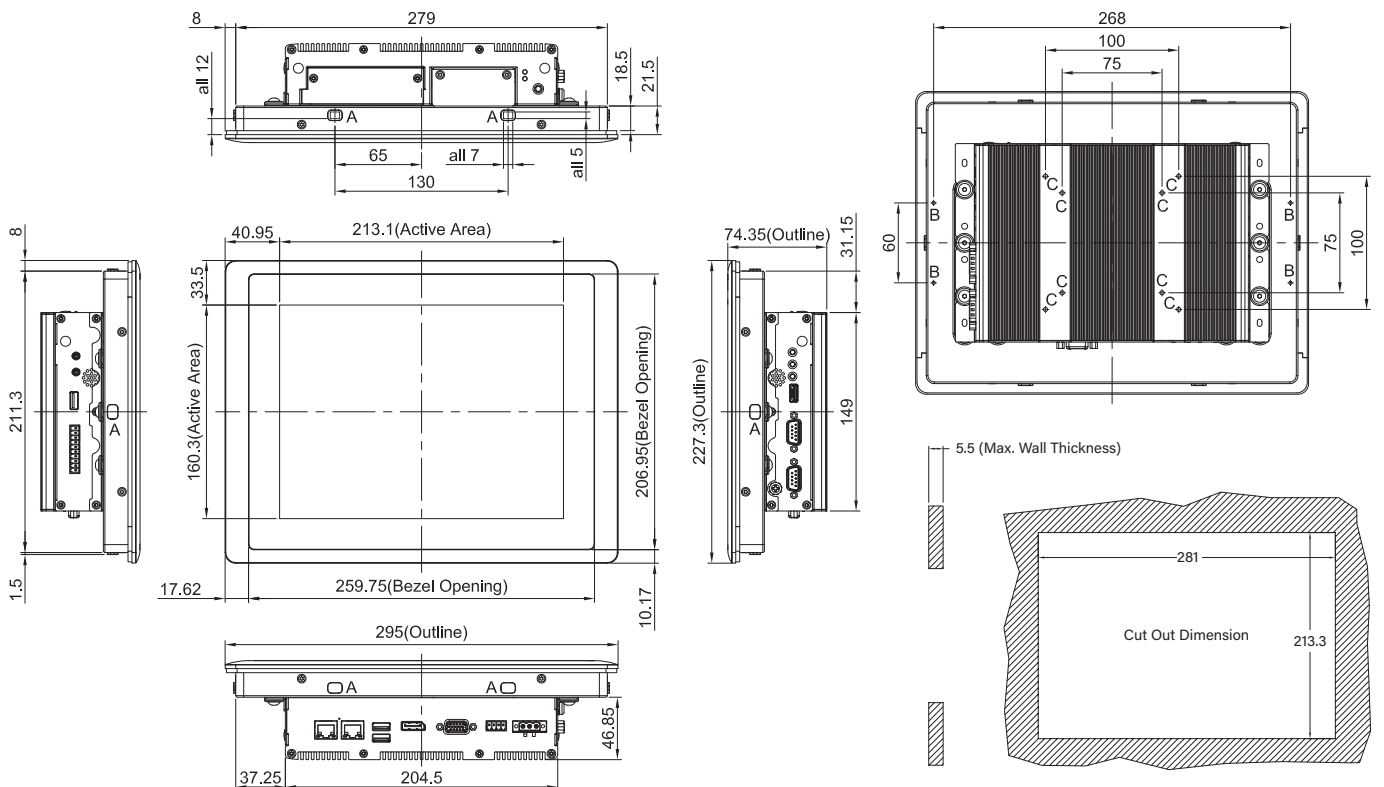 8
279
all 12
18.5
21.5
A
A
65
all 7
all 5
130
268
100
75
B
B
C
C
C
C
60
75
100
B
B
C
C
C
C
8
211.3
1.5
A
40.95
213.1(Active Area)
33.5
160.3(Active Area)
206.95(Bezel Opening)
17.62
259.75(Bezel Opening)
10.17
74.35(Outline)
31.15
227.3(Outline)
149
A
295(Outline)
A
A
46.85
37.25
204.5
5.5 (Max. Wall Thickness)
281
Cut Out Dimension
213.3